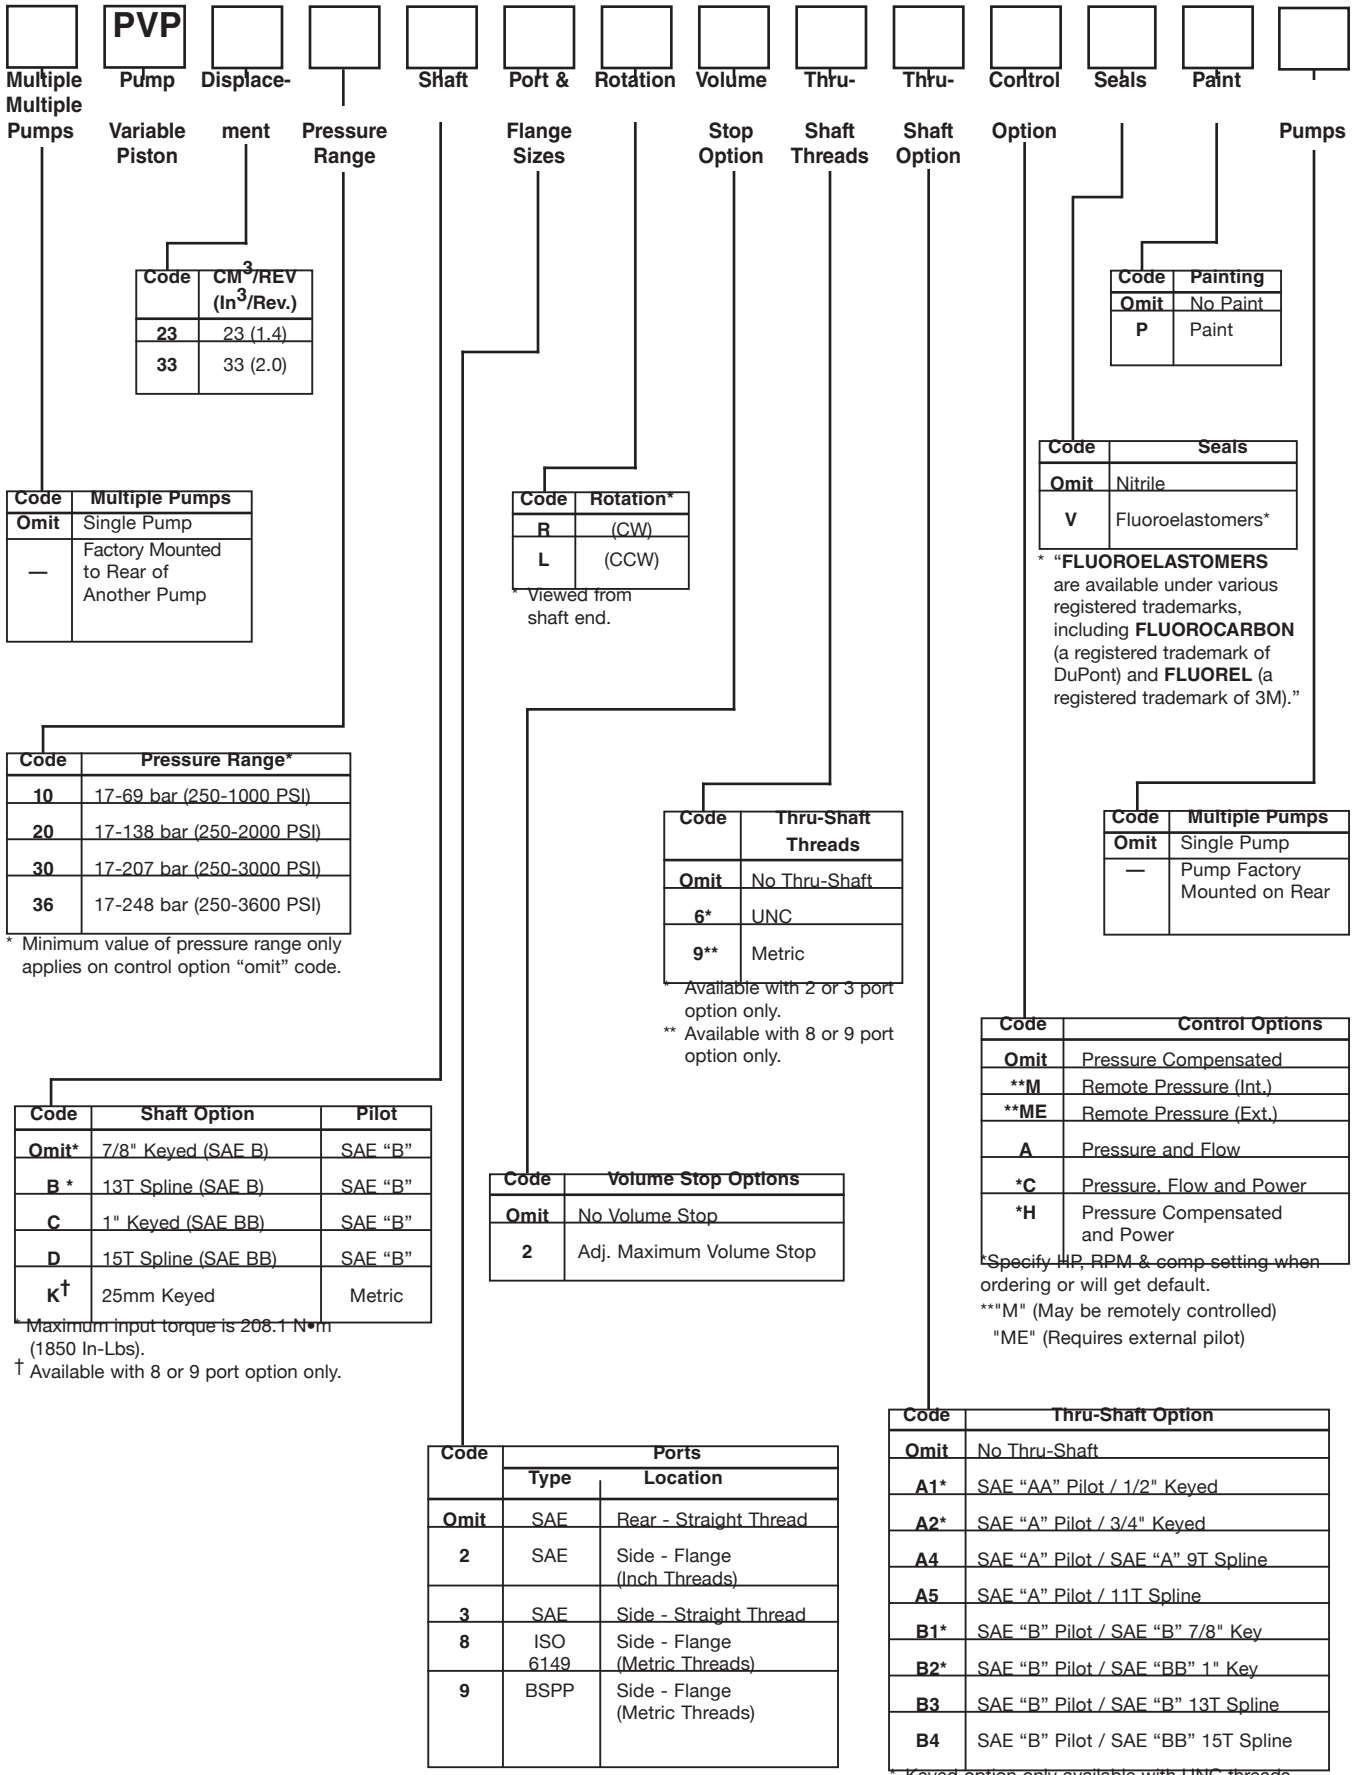 PVP
Multiple Pump Displace- Shaft Port & Rotation Volume Thru- Thru- Control Seals Paint
Multiple
Pumps Variable ment Pressure Flange Stop Shaft Shaft Option Pumps
Piston Range Sizes Option Threads Option
Code CM3/REV
(In3/Rev.)
23 23 (1.4)
33 33 (2.0)
Code Painting
Omit No Paint
P Paint
Code Seals
Omit Nitrile
V Fluoroelastomers*
* “FLUOROELASTOMERS
are available under various
registered trademarks,
including FLUOROCARBON
(a registered trademark of
DuPont) and FLUOREL (a
registered trademark of 3M).”
Code Multiple Pumps
Omit Single Pump
— Factory Mounted
to Rear of
Another Pump
Code Rotation*
R (CW)
L (CCW)
* Viewed from
shaft end.
Code Pressure Range*
10 17-69 bar (250-1000 PSI)
20 17-138 bar (250-2000 PSI)
30 17-207 bar (250-3000 PSI)
36 17-248 bar (250-3600 PSI)
* Minimum value of pressure range only
applies on control option “omit” code.
Code Thru-Shaft
Threads
Omit No Thru-Shaft
6* UNC
9** Metric
* Available with 2 or 3 port
option only.
** Available with 8 or 9 port
option only.
Code Multiple Pumps
Omit Single Pump
— Pump Factory
Mounted on Rear
Code Control Options
Omit Pressure Compensated
**M Remote Pressure (Int.)
**ME Remote Pressure (Ext.)
A Pressure and Flow
*C Pressure, Flow and Power
*H Pressure Compensated
and Power
*Specify HP, RPM & comp setting when
ordering or will get default.
**"M" (May be remotely controlled)
"ME" (Requires external pilot)
Code Shaft Option Pilot
Omit* 7/8" Keyed (SAE B) SAE “B”
B * 13T Spline (SAE B) SAE “B”
C 1" Keyed (SAE BB) SAE “B”
D 15T Spline (SAE BB) SAE “B”
K† 25mm Keyed Metric
* Maximum input torque is 208.1 N•m
(1850 In-Lbs).
† Available with 8 or 9 port option only.
Code Volume Stop Options
Omit No Volume Stop
2 Adj. Maximum Volume Stop
Code Ports
Type Location
Omit SAE Rear - Straight Thread
2 SAE Side - Flange
(Inch Threads)
3 SAE Side - Straight Thread
8 ISO Side - Flange
6149 (Metric Threads)
9 BSPP Side - Flange
(Metric Threads)
Code Thru-Shaft Option
Omit No Thru-Shaft
A1* SAE “AA” Pilot / 1/2" Keyed
A2* SAE “A” Pilot / 3/4" Keyed
A4 SAE “A” Pilot / SAE “A” 9T Spline
A5 SAE “A” Pilot / 11T Spline
B1* SAE “B” Pilot / SAE “B” 7/8" Key
B2* SAE “B” Pilot / SAE “BB” 1" Key
B3 SAE “B” Pilot / SAE “B” 13T Spline
B4 SAE “B” Pilot / SAE “BB” 15T Spline
* Keyed option only available with UNC threads